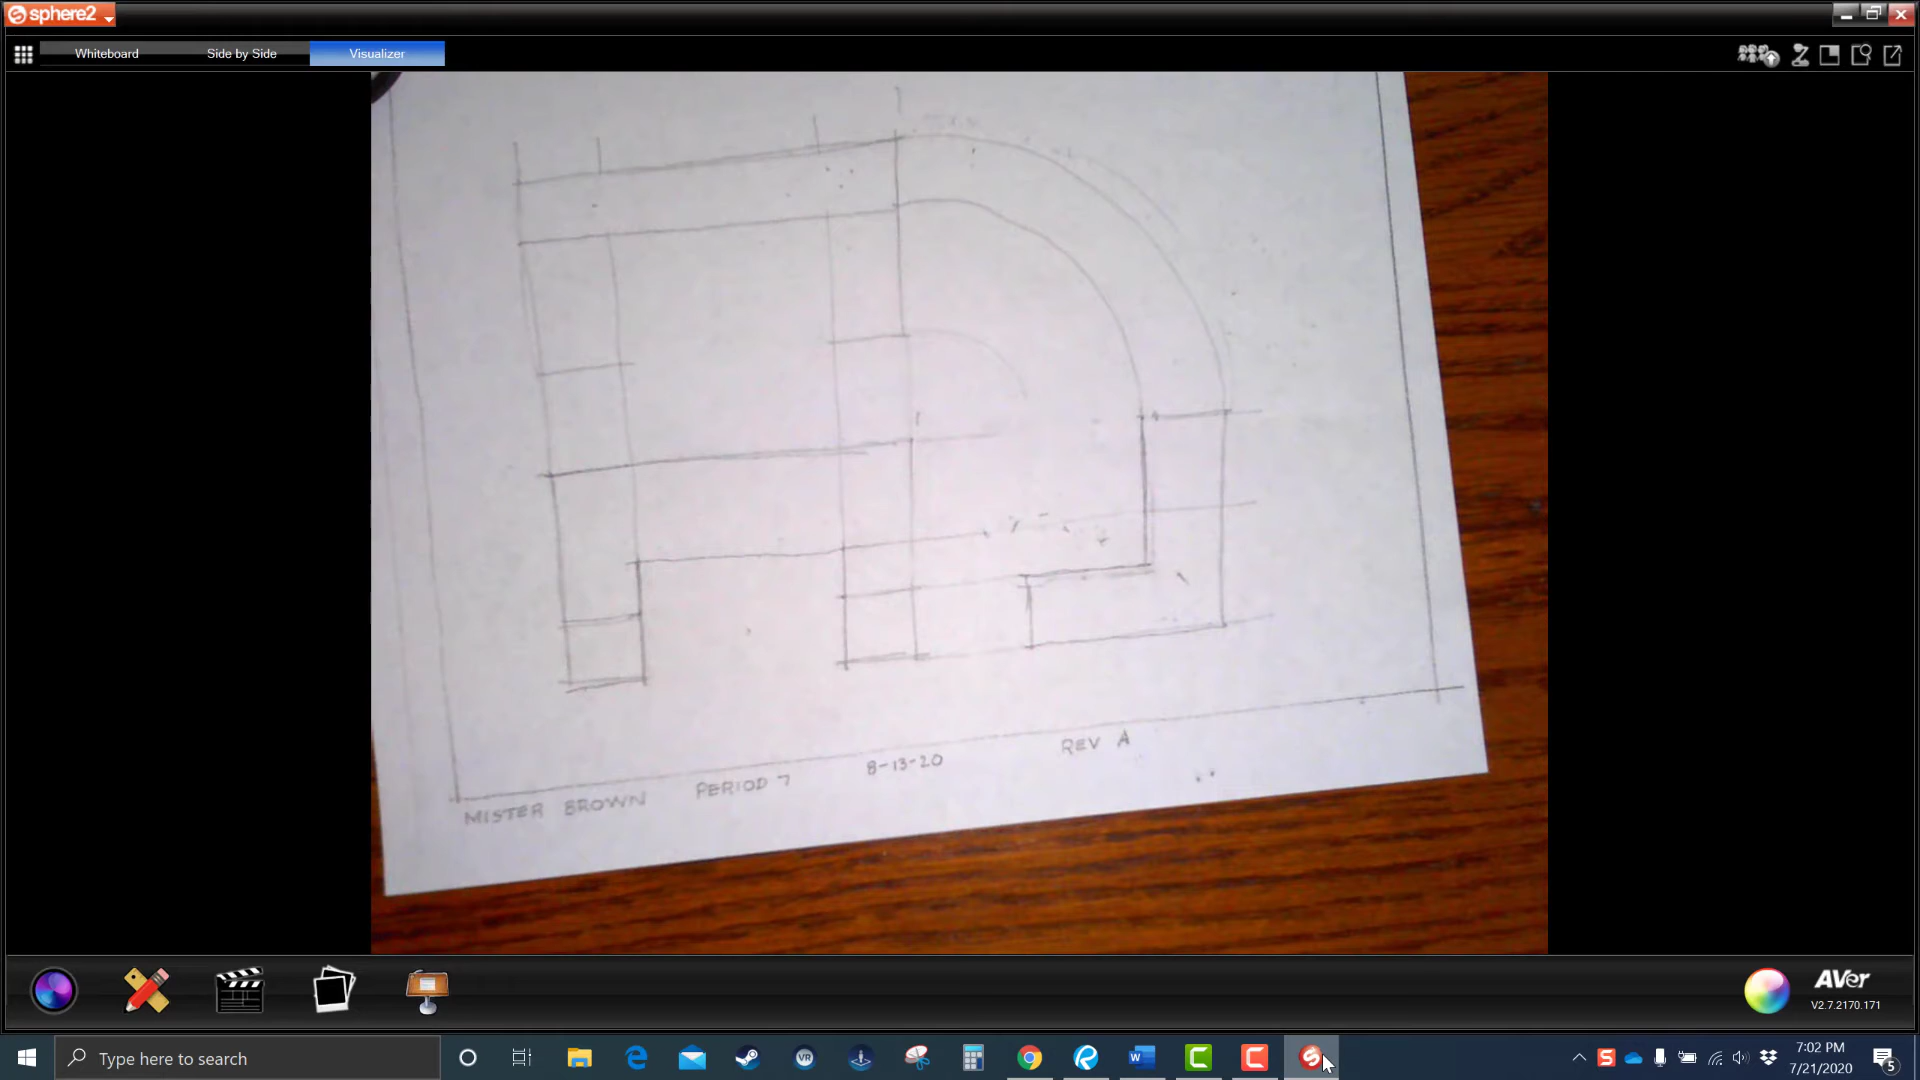 sphere2
Whiteboard Side by Side Visualizer
MISTER BROWN PERIOD 7 8-13-20 REV A
AVer
V2.7.2170.171
Type here to search
7:02 PM
7/21/2020
5